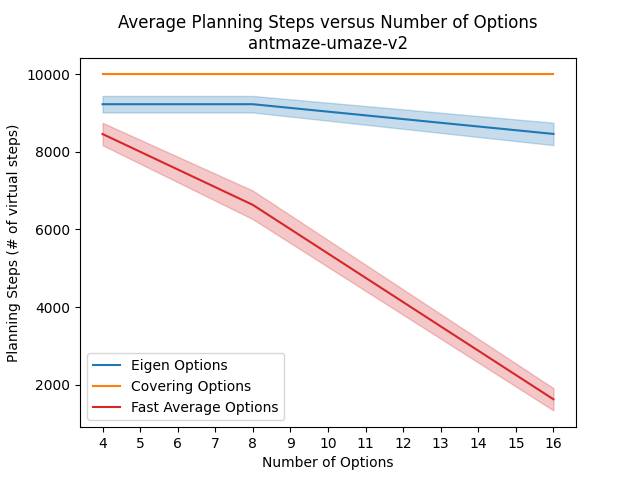 Average Planning Steps versus Number of Options
antmaze-umaze-v2
Planning Steps (# of virtual steps)
10000
8000
6000
4000
2000
Eigen Options
Covering Options
Fast Average Options
4 5 6 7 8 9 10 11 12 13 14 15 16
Number of Options